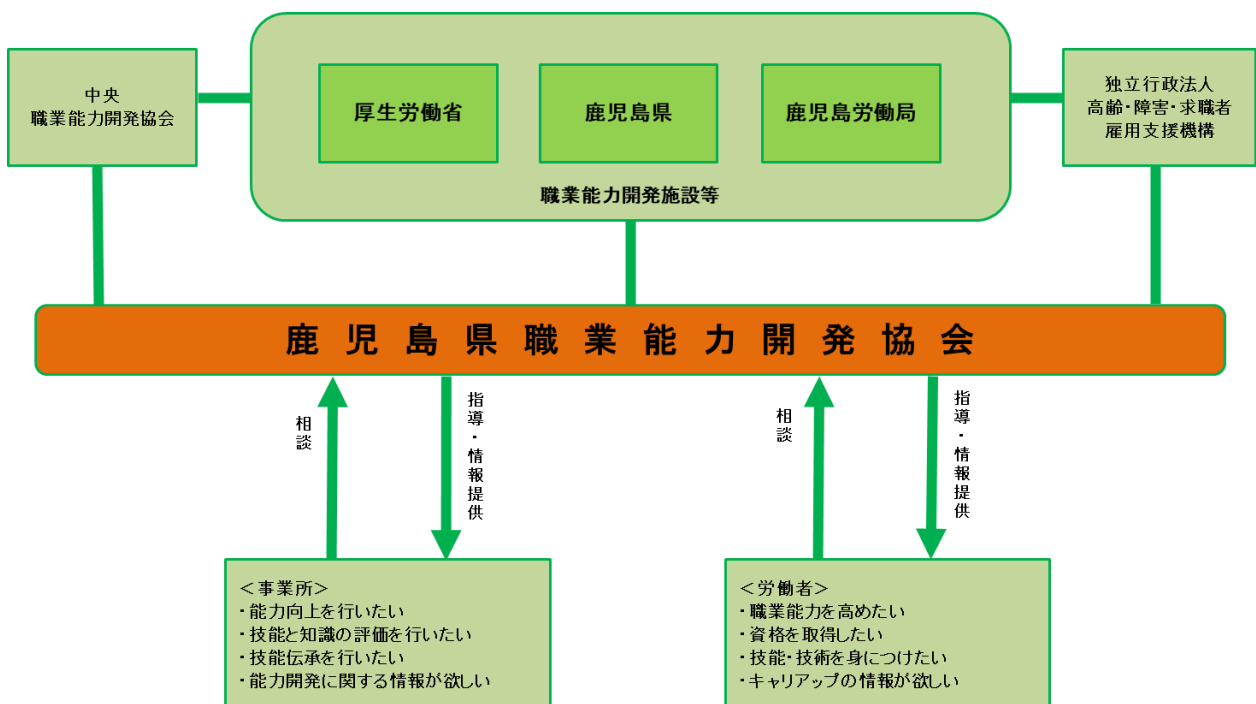 中央
職業能力開発協会
厚生労働省
鹿児島県
鹿児島労働局
職業能力開発施設等
独立行政法人
高齢・障害・求職者
雇用支援機構
鹿児島県職業能力開発協会
相談
指導・情報提供
相談
指導・情報提供
＜事業所＞
・能力向上を行いたい
・技能と知識の評価を行いたい
・技能伝承を行いたい
・能力開発に関する情報が欲しい
＜労働者＞
・職業能力を高めたい
・資格を取得したい
・技能・技術を身につけたい
・キャリアップの情報が欲しい